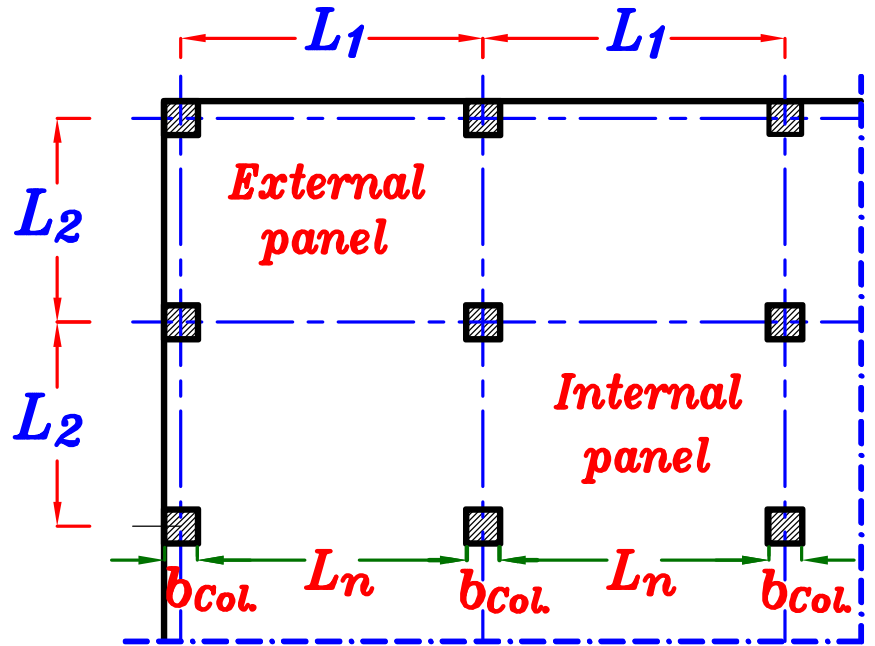 L1 L1
External
panel
L2
Internal
panel
L2
Ln Ln
bCol. bCol. bCol.